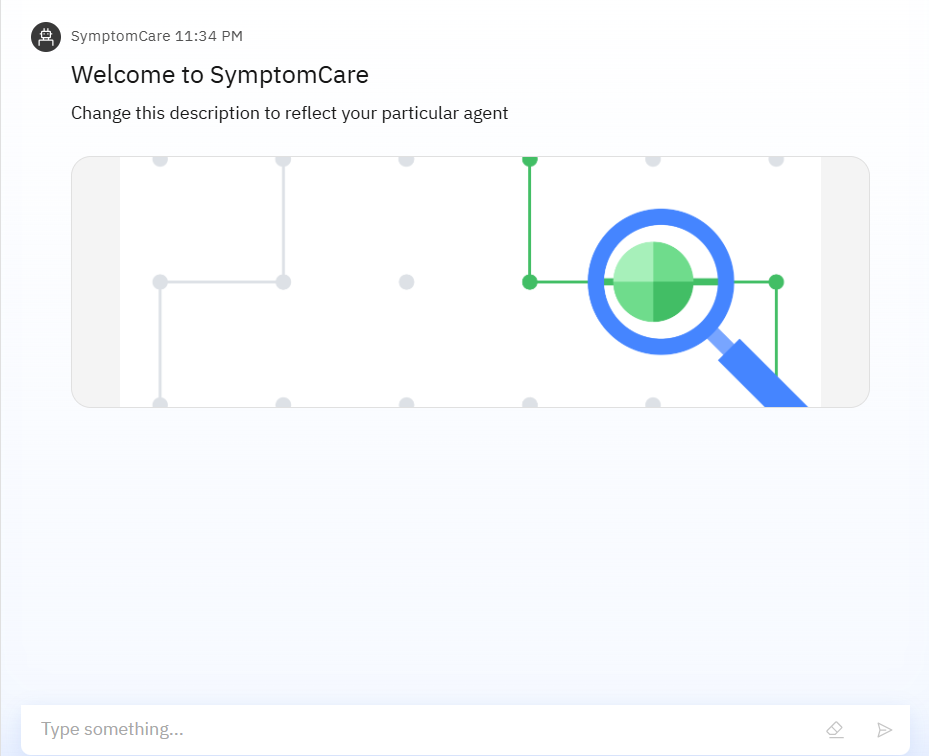 SymptomCare 11:34 PM
Welcome to SymptomCare
Change this description to reflect your particular agent
Type something...